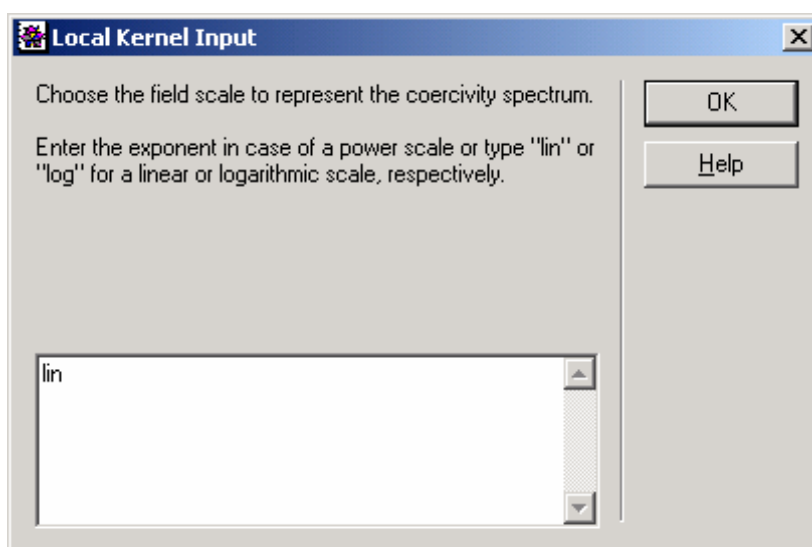 Local Kernel Input
Choose the field scale to represent the coercivity spectrum.
Enter the exponent in case of a power scale or type "lin" or
"log" for a linear or logarithmic scale, respectively.
OK
Help
lin